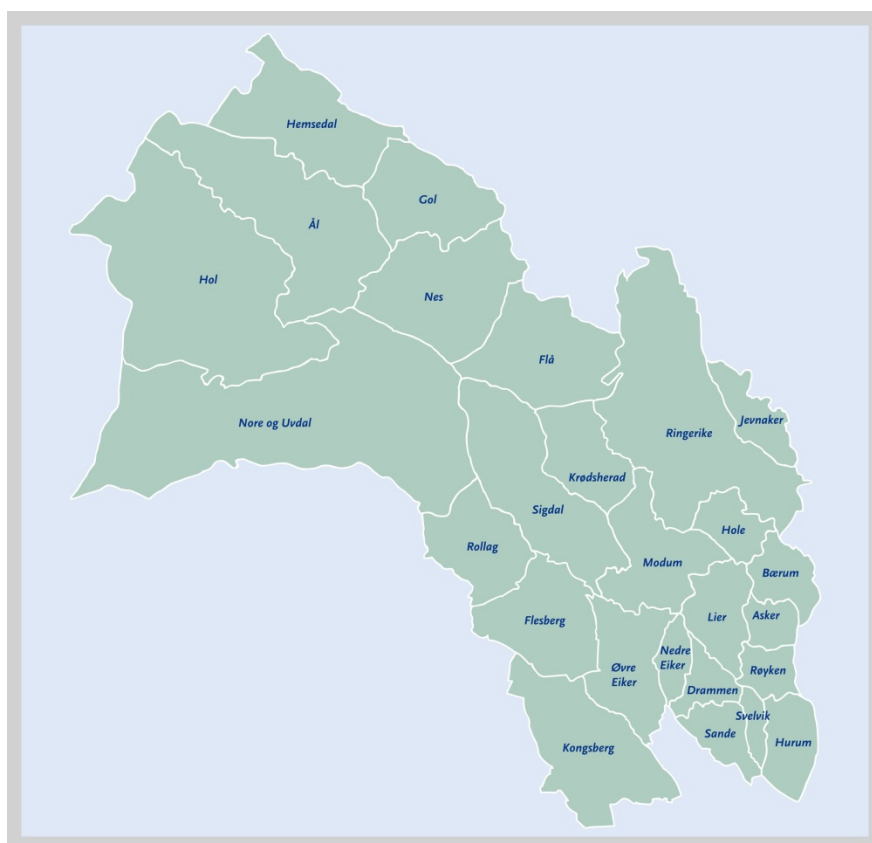 Hemsedal
Gol
Ål
Hol
Nes
Flå
Nore og Uvdal
Jevnaker
Ringerike
Krødsherad
Sigdal
Hole
Rollag
Modum
Bærum
Flesberg
Lier
Asker
Nedre
Eiker
Øvre
Eiker
Røyken
Drammen
Svelvik
Sande
Hurum
Kongsberg